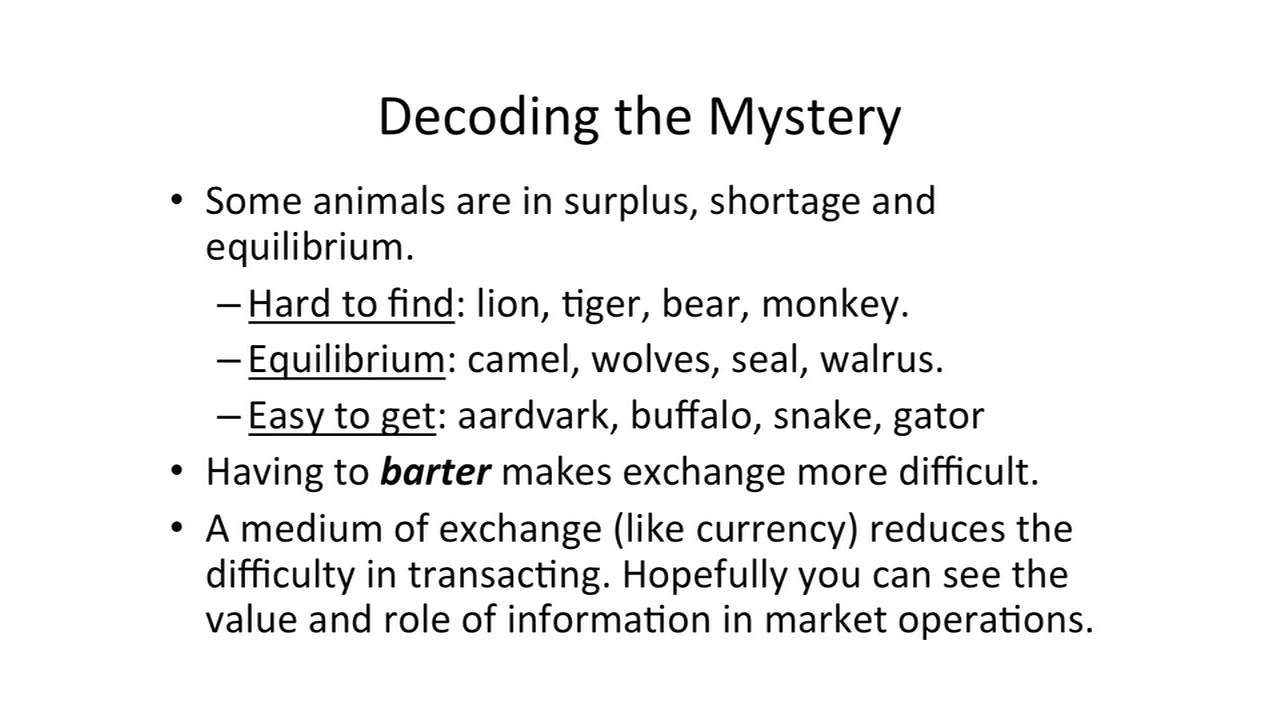 Decoding the Mystery
• Some animals are in surplus, shortage and
equilibrium.
– Hard to find: lion, tiger, bear, monkey.
– Equilibrium: camel, wolves, seal, walrus.
– Easy to get: aardvark, buffalo, snake, gator
• Having to barter makes exchange more difficult.
• A medium of exchange (like currency) reduces the
difficulty in transacting. Hopefully you can see the
value and role of information in market operations.